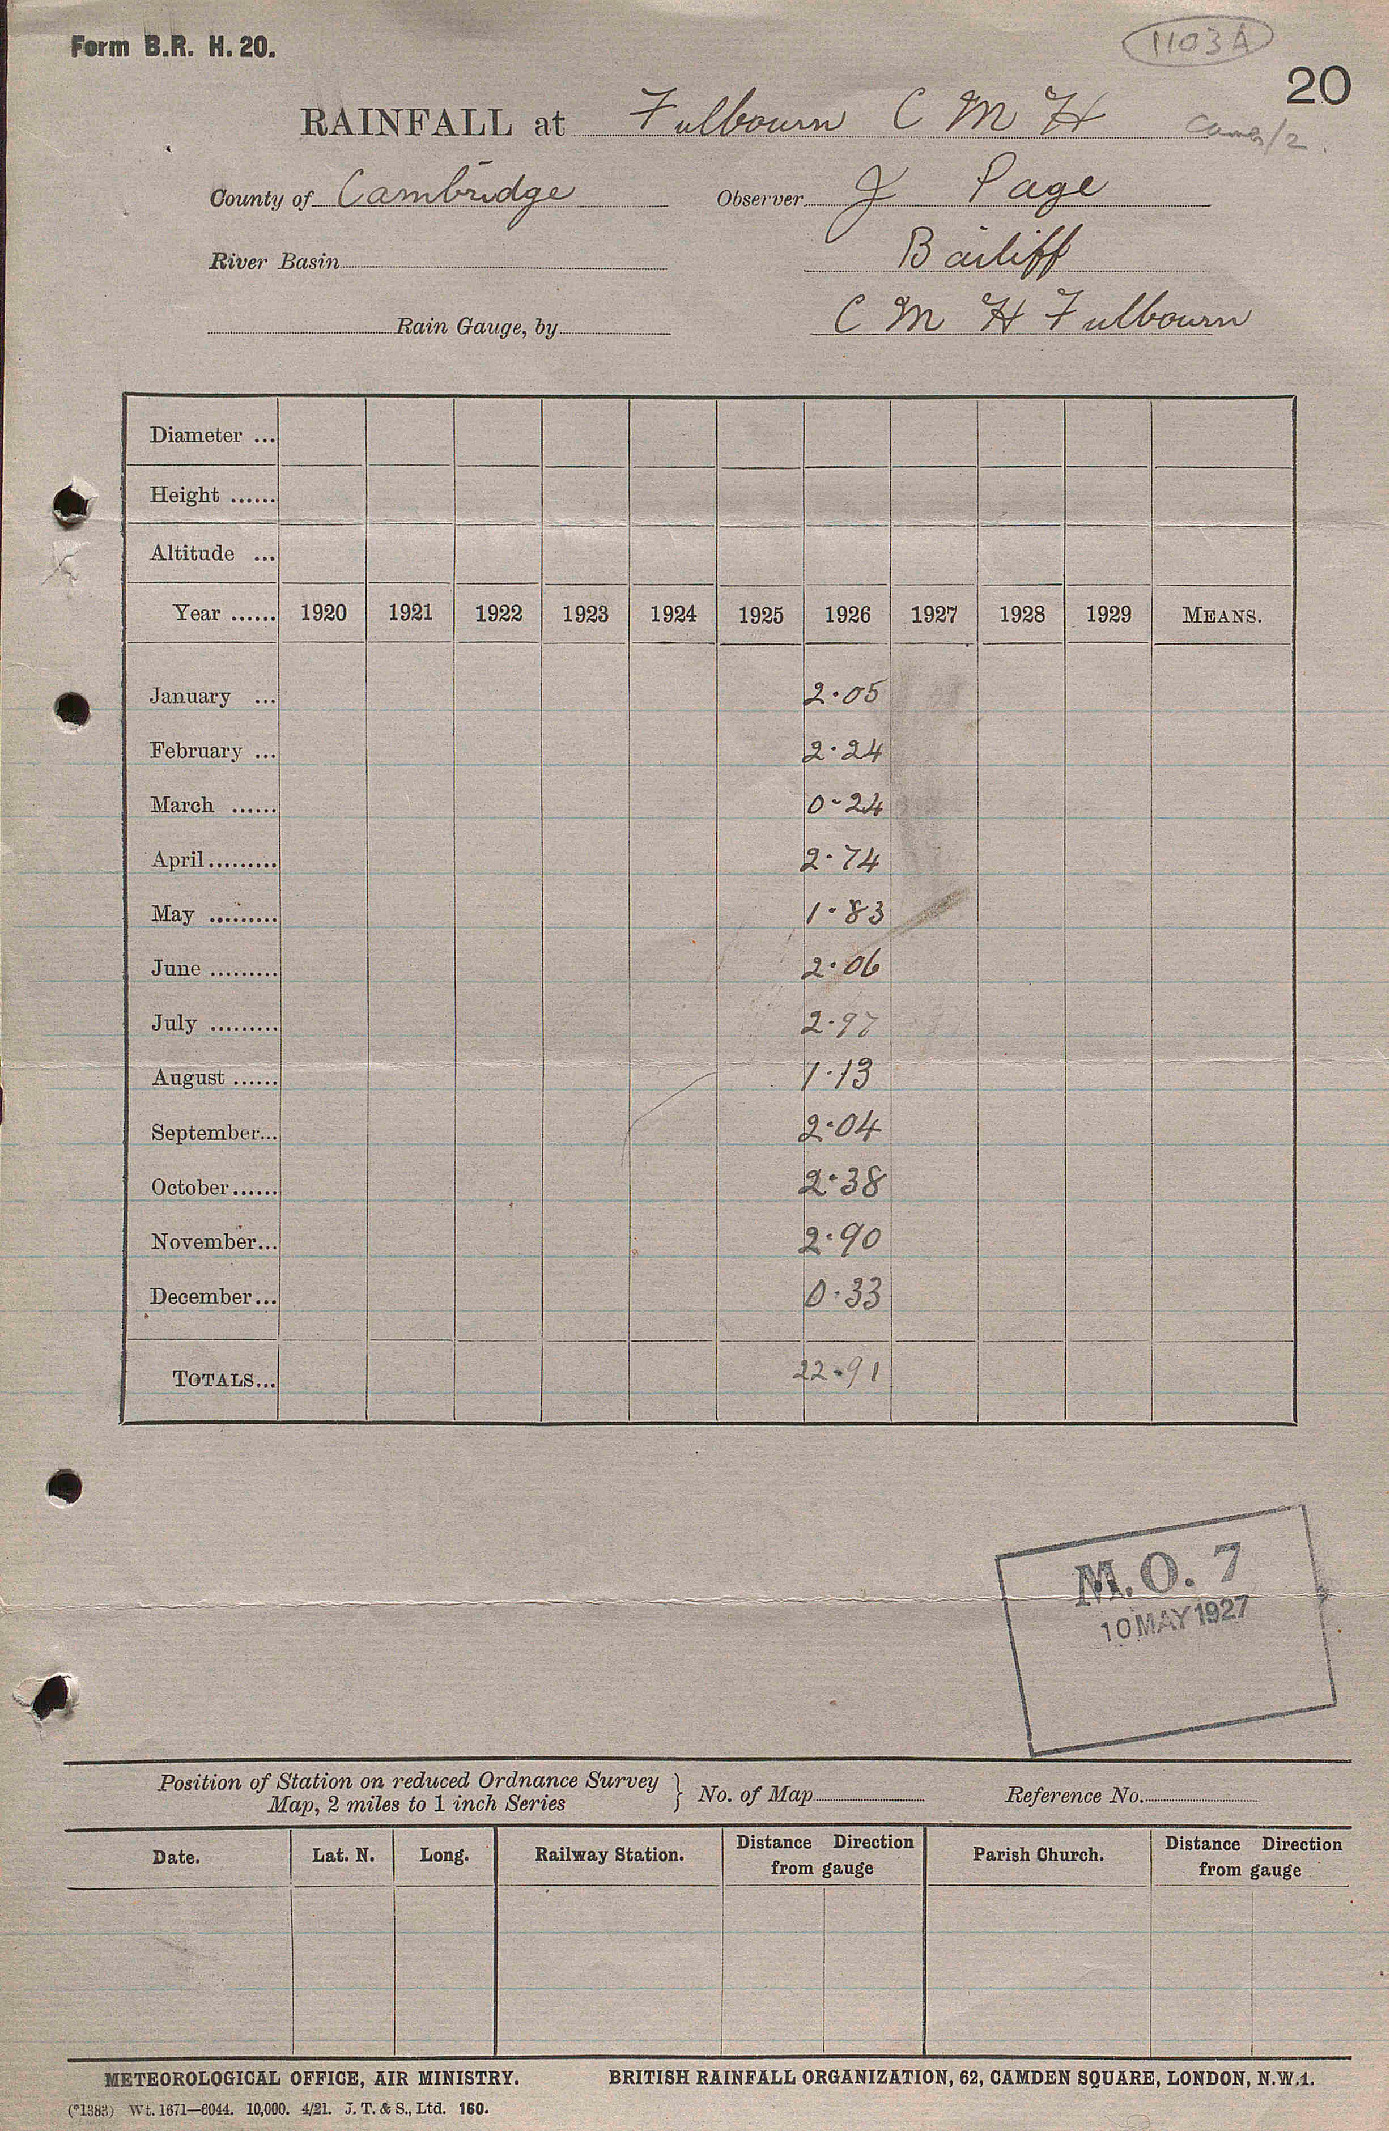 Form B.R. H. 20.
1103 A
20
RAINFALL at Fulbourn C M H
Cambs/2.
County of Cambridge Observer J Page
River Basin Bailiff
Rain Gauge, by C M H Fulbourn
Diameter ...
Height ......
Altitude ...
Year ...... 1920 1921 1922 1923 1924 1925 1926 1927 1928 1929 MEANS.
January ... 2.05
February ... 2.24
March ...... 0.24
April ......... 2.74
May ......... 1.83
June ......... 2.06
July ......... 2.97
August ...... 1.13
September... 2.04
October ...... 2.38
November... 2.90
December... 0.33
TOTALS... 22.91
M.O. 7
10 MAY 1927
Position of Station on reduced Ordnance Survey
Map, 2 miles to 1 inch Series } No. of Map Reference No.
Date. Lat. N. Long. Railway Station. Distance Direction from gauge Parish Church. Distance Direction from gauge
METEOROLOGICAL OFFICE, AIR MINISTRY. BRITISH RAINFALL ORGANIZATION, 62, CAMDEN SQUARE, LONDON, N.W.1.
(*1383) Wt. 1671—6044. 10,000. 4/21. J. T. & S., Ltd. 160.